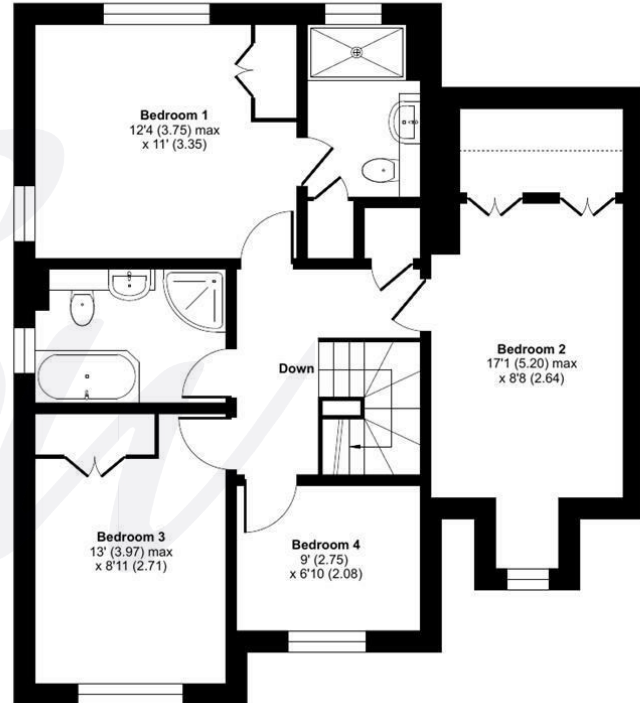 Bedroom 1
12'4 (3.75) max
x 11' (3.35)
Bedroom 2
17'1 (5.20) max
x 8'8 (2.64)
Down
Bedroom 3
13' (3.97) max
x 8'11 (2.71)
Bedroom 4
9' (2.75)
x 6'10 (2.08)